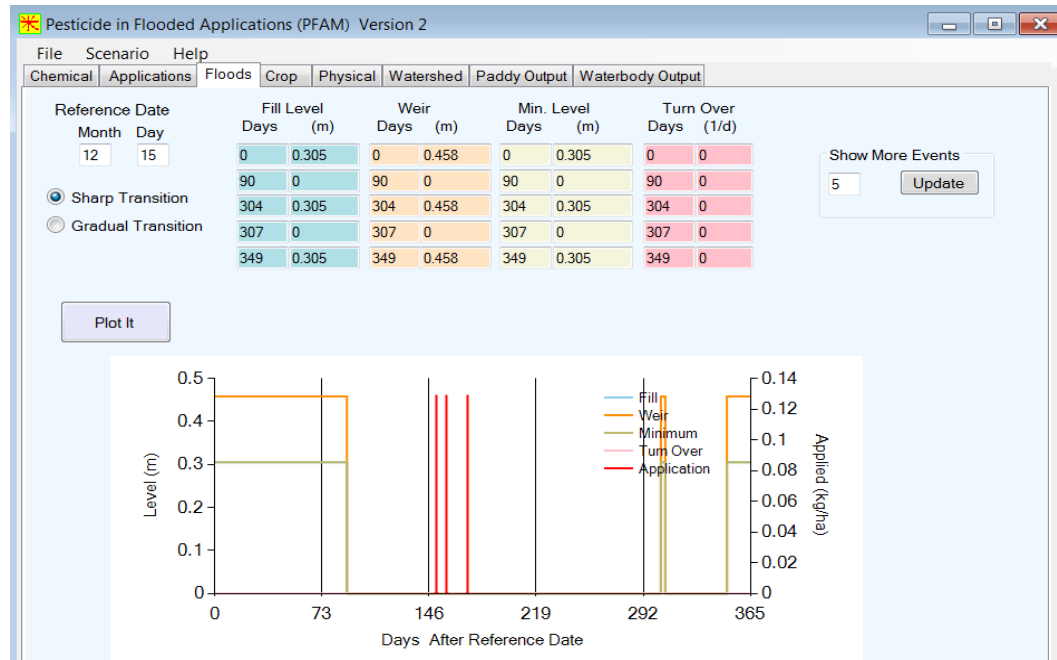 Pesticide in Flooded Applications (PFAM) Version 2
File Scenario Help
Chemical Applications Floods Crop Physical Watershed Paddy Output Waterbody Output
Reference Date Fill Level Weir Min. Level Turn Over
Month Day Days (m) Days (m) Days (m) Days (1/d)
12 15 0 0.305 0 0.458 0 0.305 0 0 Show More Events
90 0 90 0 90 0 90 0 5 Update
Sharp Transition 304 0.305 304 0.458 304 0.305 304 0
Gradual Transition 307 0 307 0 307 0 307 0
349 0.305 349 0.458 349 0.305 349 0
Plot It
0.5 0.14
Fill
0.4 Weir 0.12
Minimum 0.1
0.3 Turn Over
Application 0.08
0.2 0.06
0.04
0.1 0.02
0 0
Level (m)
Applied (kg/ha)
0 73 146 219 292 365
Days After Reference Date